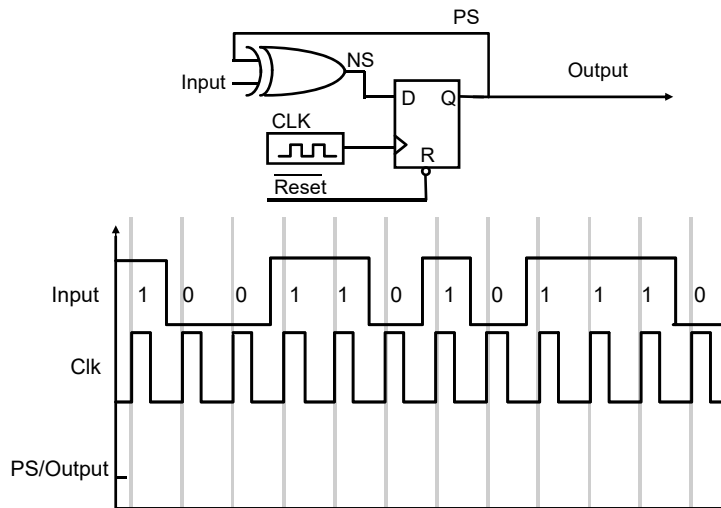 PS
NS
Input
Output
D Q
CLK
R
Reset
Input 1 0 0 1 1 0 1 0 1 1 1 0
Clk
PS/Output